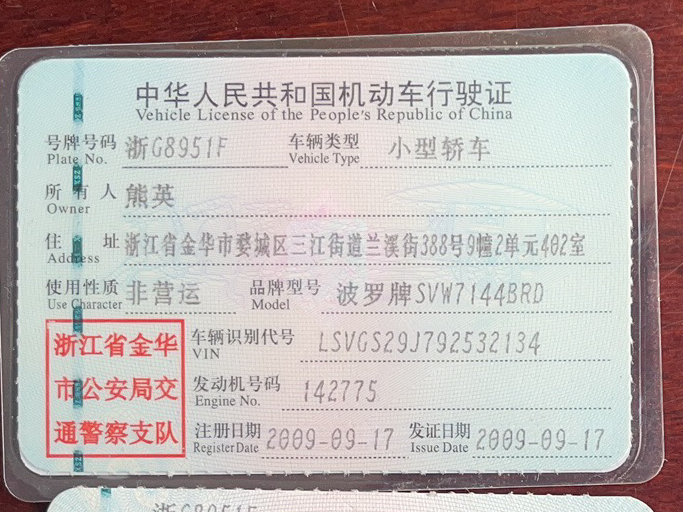 中华人民共和国机动车行驶证
Vehicle License of the People's Republic of China
号牌号码 浙G8951F 车辆类型 小型轿车
Plate No. Vehicle Type
所有人 熊英
Owner
住址 浙江省金华市婺城区三江街道兰溪街388号9幢2单元402室
Address
使用性质 非营运 品牌型号 波罗牌SVW7144BRD
Use Character Model
浙江省金华
市公安局交
通警察支队
车辆识别代号 LSVGS29J792532134
VIN
发动机号码 142775
Engine No.
注册日期 2009-09-17 发证日期 2009-09-17
Register Date Issue Date
浙G8951F